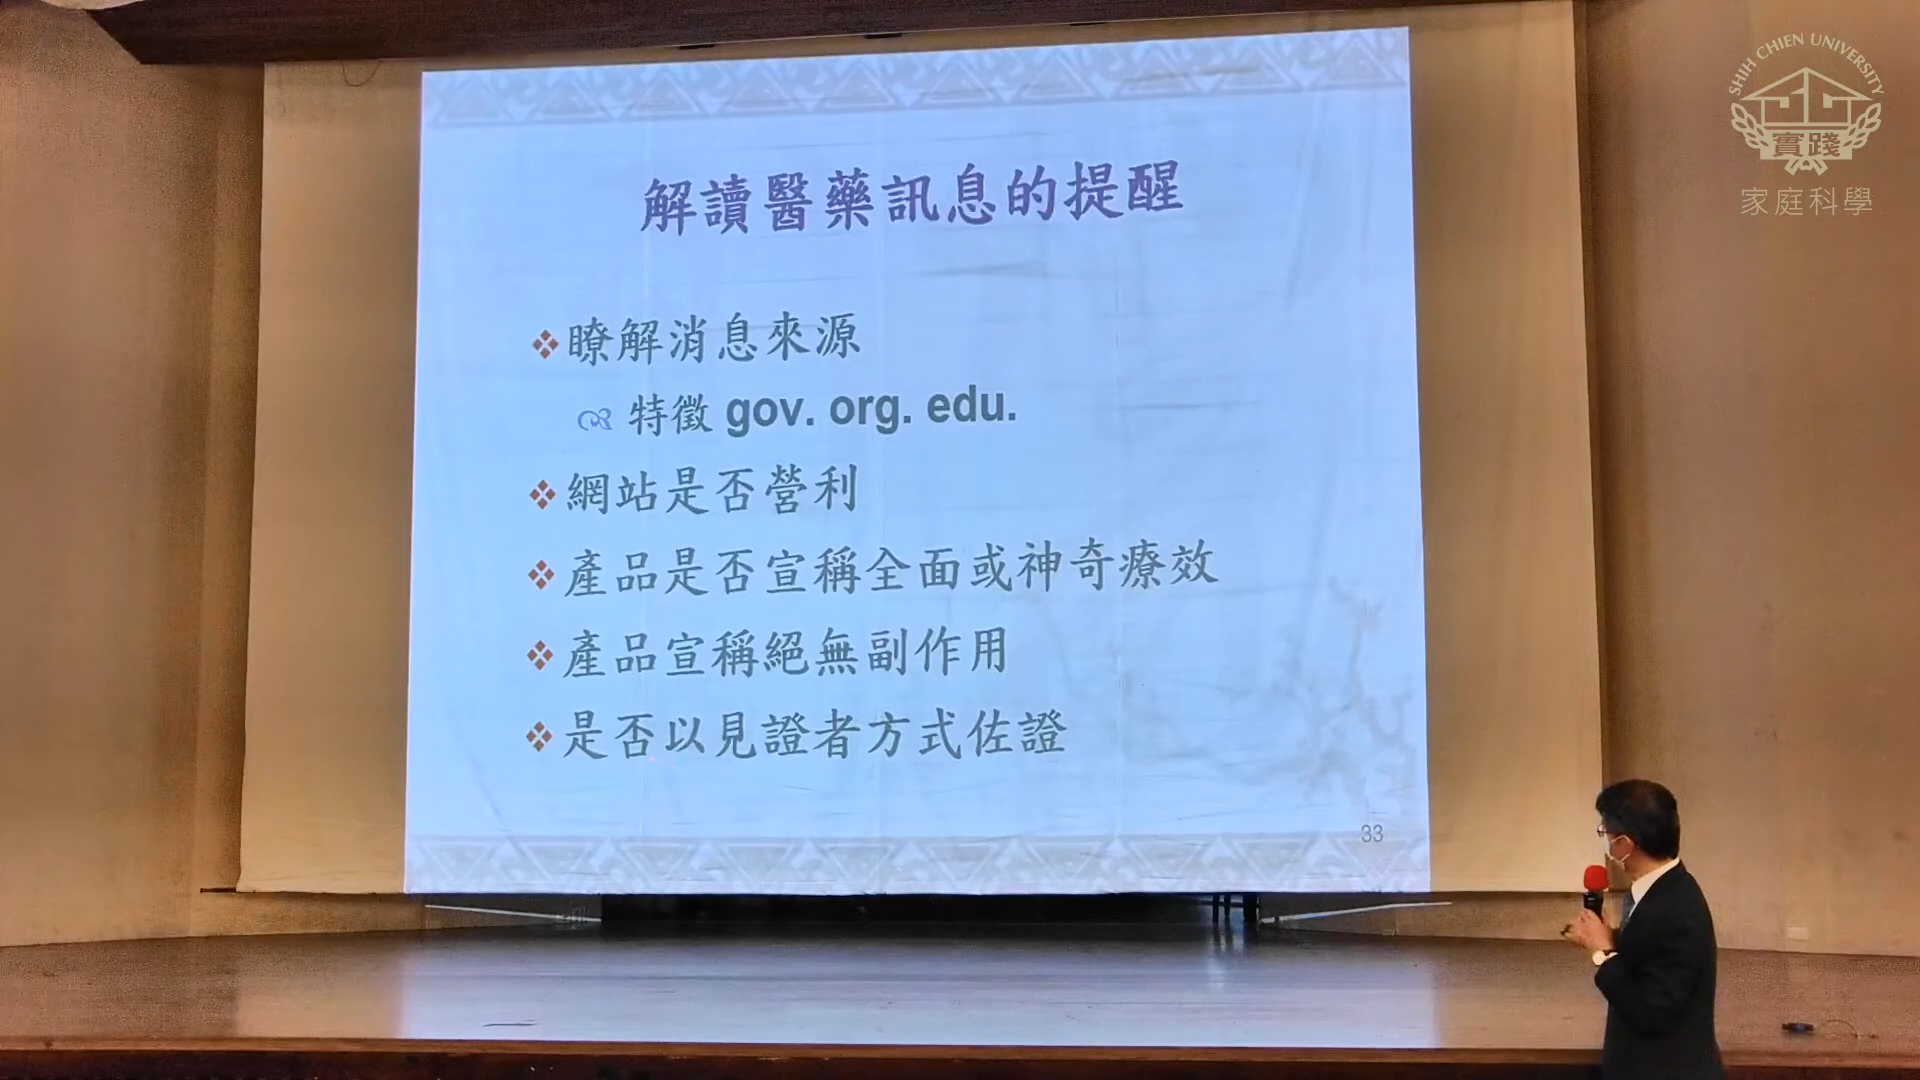 解讀醫藥訊息的提醒
瞭解消息來源
特徵 gov. org. edu.
網站是否營利
產品是否宣稱全面或神奇療效
產品宣稱絕無副作用
是否以見證者方式佐證
33
SHIH CHIEN UNIVERSITY
實踐
家庭科學